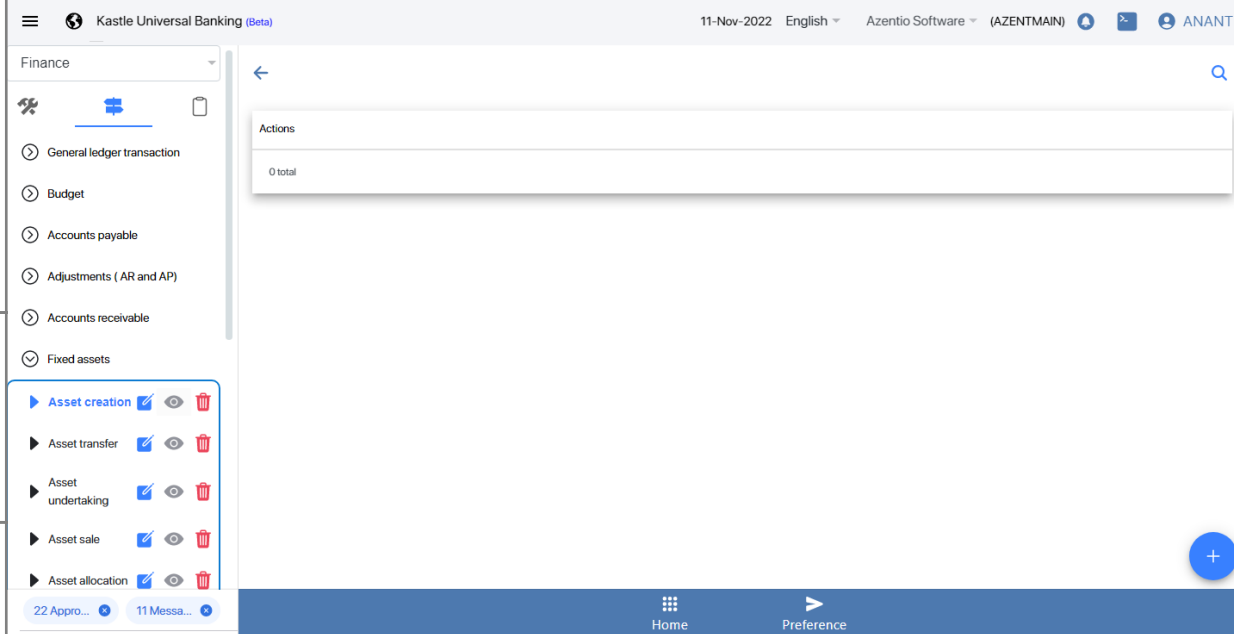 Kastle Universal Banking (Beta)
11-Nov-2022 English Azentio Software (AZENTMAIN) ANANT
Finance
General ledger transaction
Budget
Accounts payable
Adjustments ( AR and AP)
Accounts receivable
Fixed assets
Asset creation
Asset transfer
Asset
undertaking
Asset sale
Asset allocation
22 Appro...
11 Messa...
Actions
0 total
Home
Preference